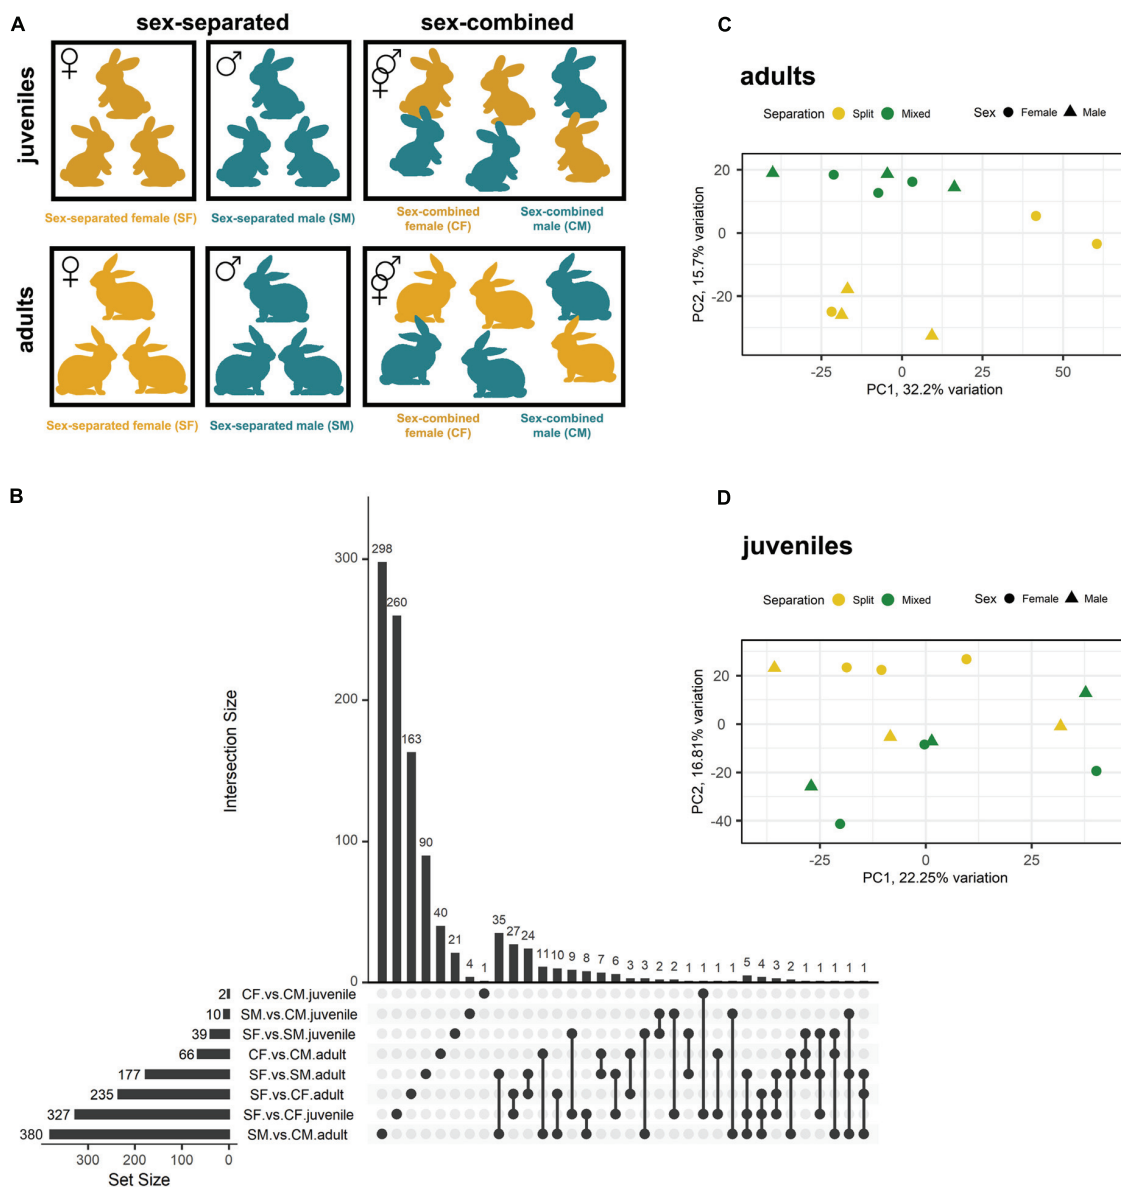 A
sex-separated
sex-combined
juveniles
♀
♂
Sex-separated female (SF)
Sex-separated male (SM)
Sex-combined
female (CF)
Sex-combined
male (CM)
adults
♀
♂
Sex-separated female (SF)
Sex-separated male (SM)
Sex-combined
female (CF)
Sex-combined
male (CM)
B
Intersection Size
300
200
100
0
298
260
163
90
40
21
4
1
35
27
24
11
10
9
8
7
6
3
3
2
2
1
1
1
5
4
3
2
1
1
1
1
1
2
CF.vs.CM.juvenile
10
SM.vs.CM.juvenile
39
SF.vs.SM.juvenile
66
CF.vs.CM.adult
177
SF.vs.SM.adult
235
SF.vs.CF.adult
327
SF.vs.CF.juvenile
380
SM.vs.CM.adult
300 200 100 0
Set Size
C
adults
Separation Split Mixed Sex Female Male
PC2, 15.7% variation
20
0
-20
-25 0 25 50
PC1, 32.2% variation
D
juveniles
Separation Split Mixed Sex Female Male
PC2, 16.81% variation
20
0
-20
-40
-25 0 25
PC1, 22.25% variation